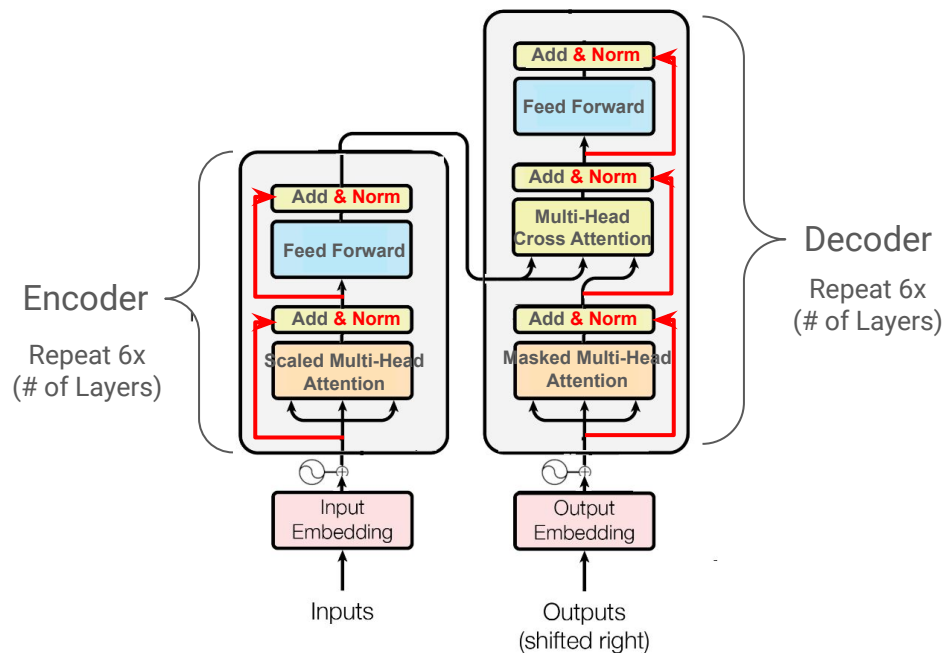 Add & Norm
Feed Forward
Add & Norm
Multi-Head
Cross Attention
Add & Norm
Masked Multi-Head
Attention
Decoder
Repeat 6x
(# of Layers)
Add & Norm
Feed Forward
Add & Norm
Scaled Multi-Head
Attention
Encoder
Repeat 6x
(# of Layers)
Input
Embedding
Output
Embedding
Inputs
Outputs
(shifted right)